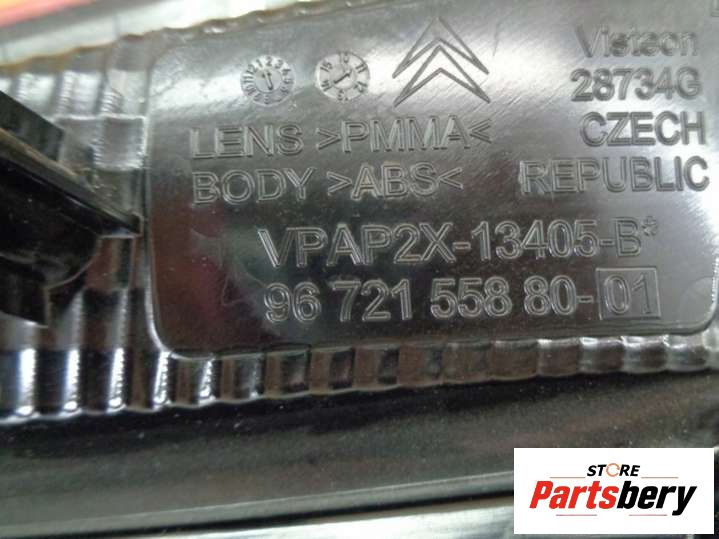 Visteon
28734G
LENS >PMMA< CZECH
BODY >ABS< REPUBLIC
VPAP2X-13405-B*
96 721 558 80-01
STORE
Partsbery